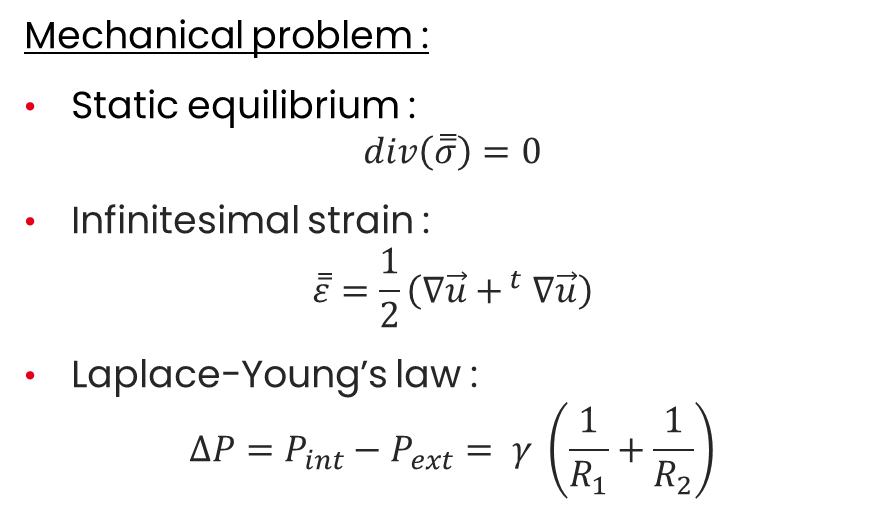 Mechanical problem :
• Static equilibrium :
div(σ̿) = 0
• Infinitesimal strain :
ε̿ = 1/2 (∇u⃗ + ᵗ ∇u⃗)
• Laplace-Young’s law :
ΔP = P_int − P_ext = γ (1/R₁ + 1/R₂)